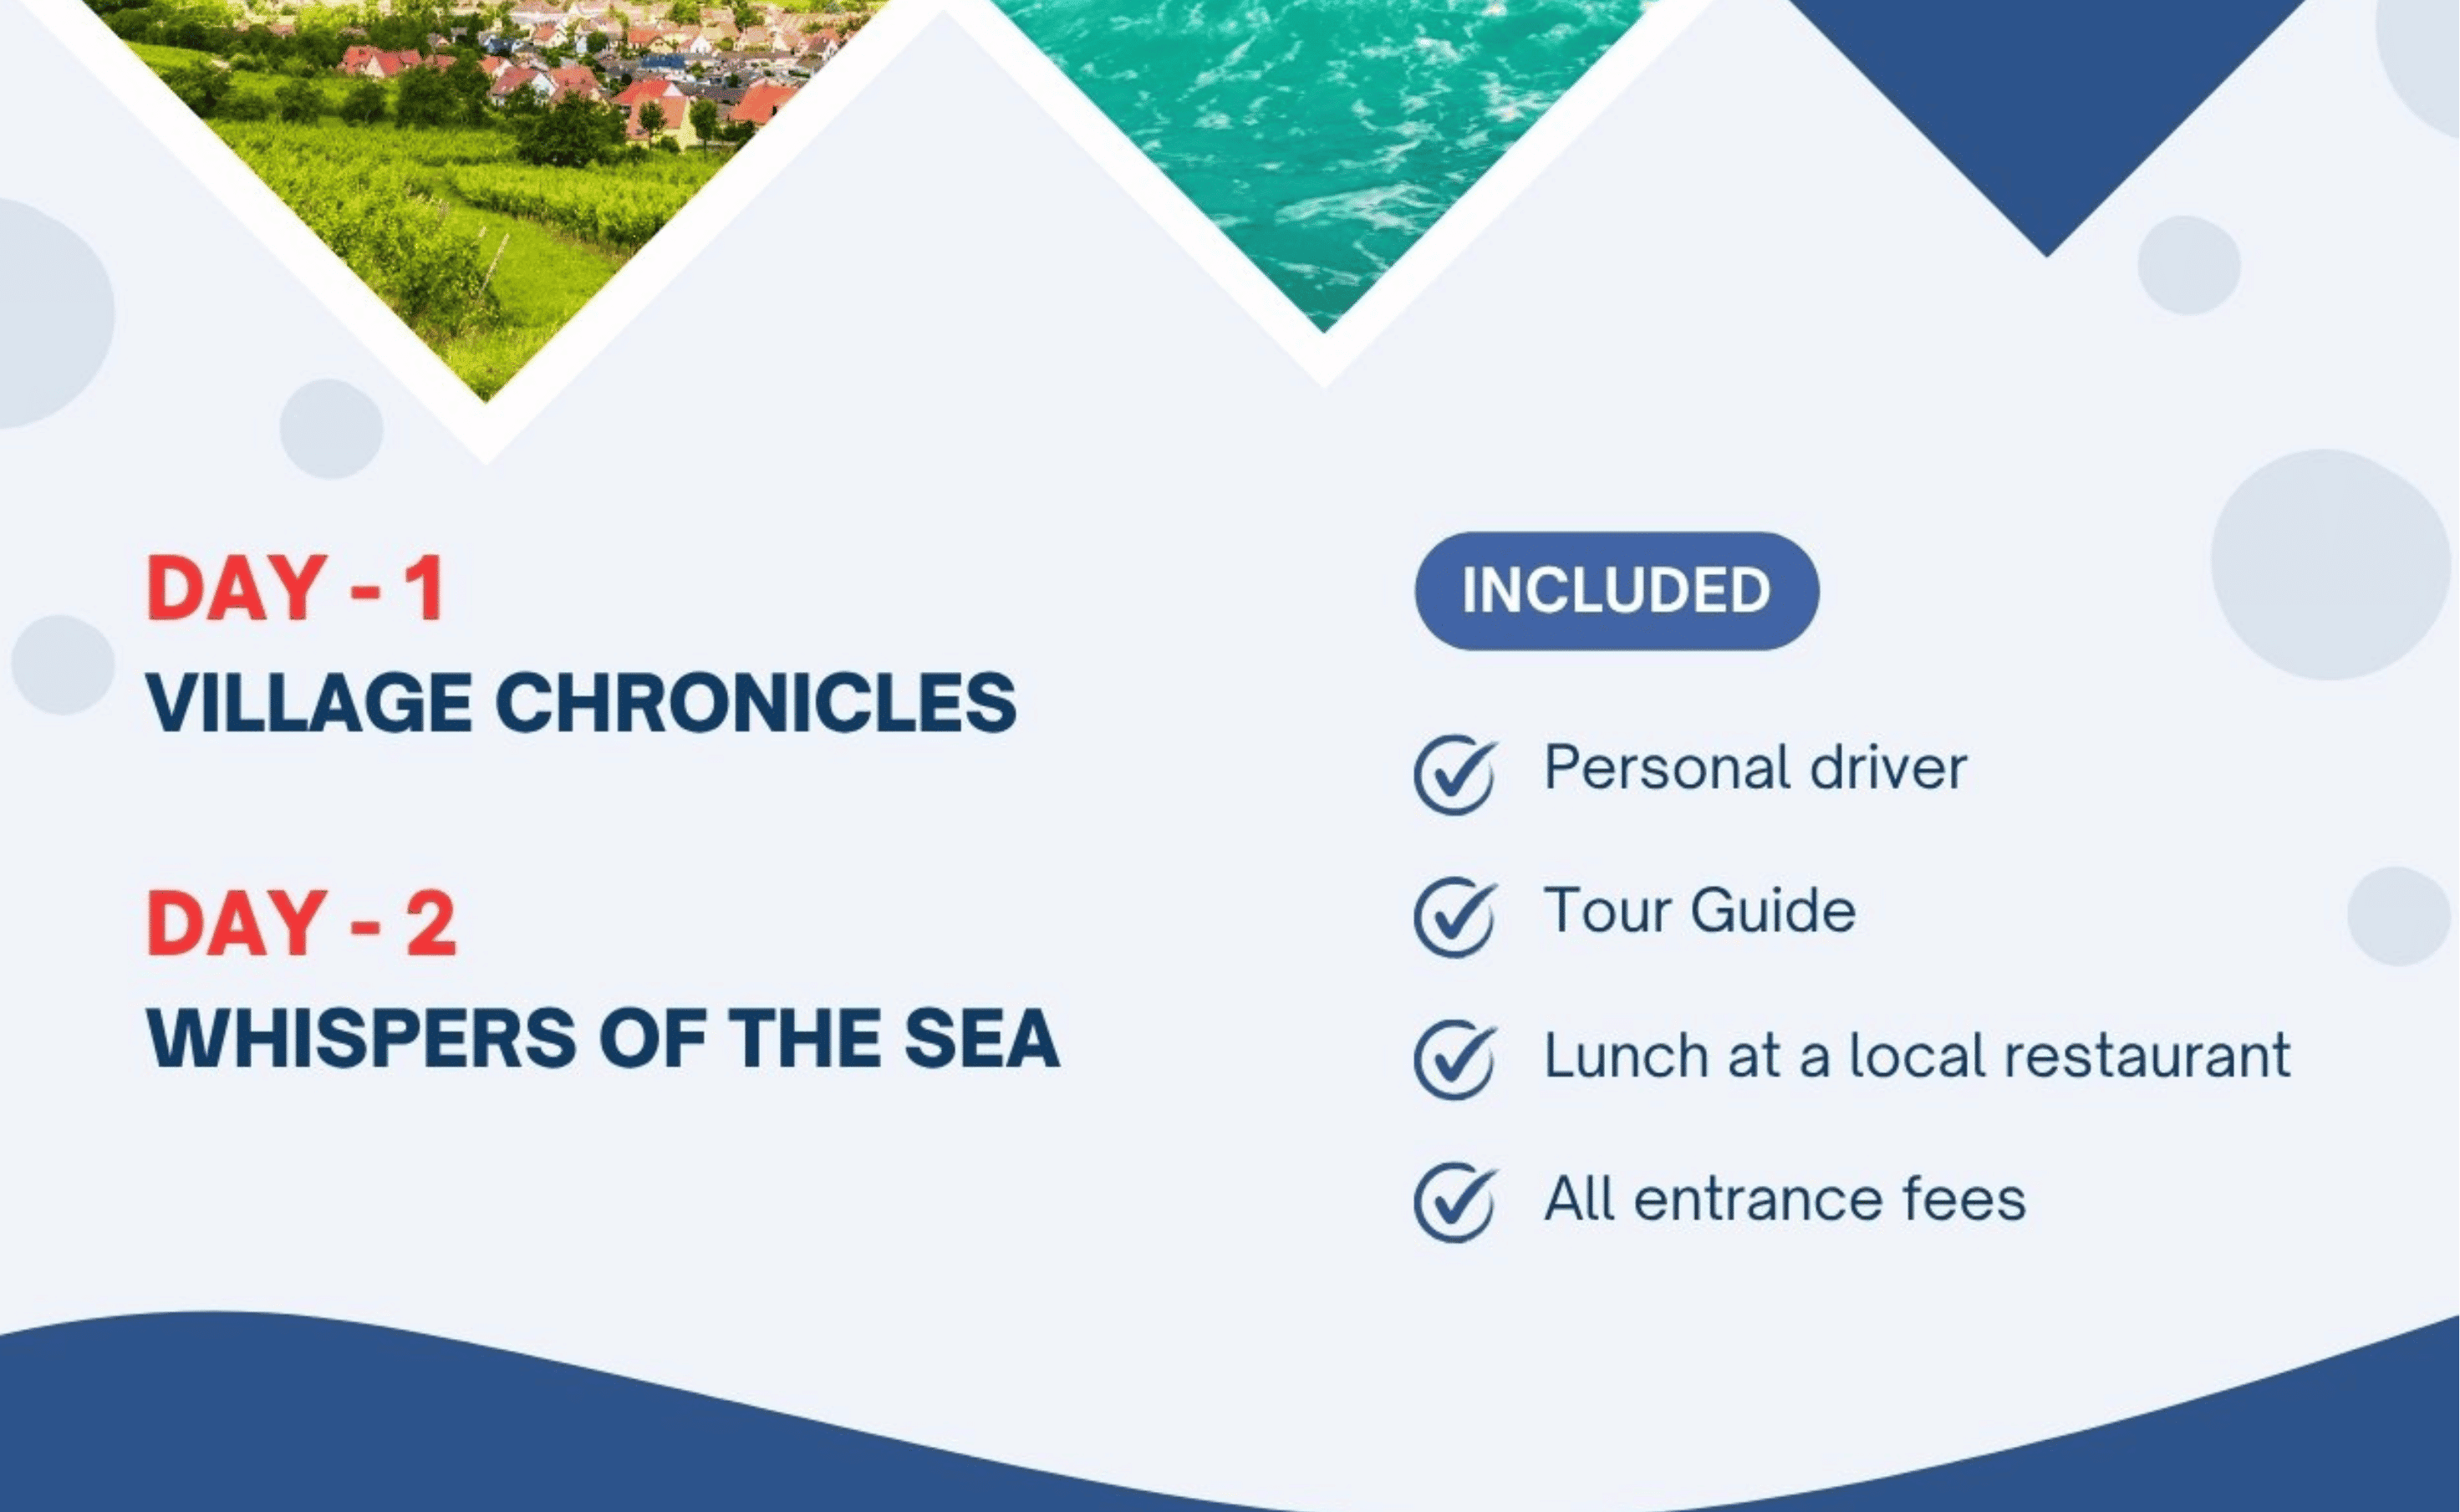 DAY - 1
VILLAGE CHRONICLES
DAY - 2
WHISPERS OF THE SEA
INCLUDED
Personal driver
Tour Guide
Lunch at a local restaurant
All entrance fees